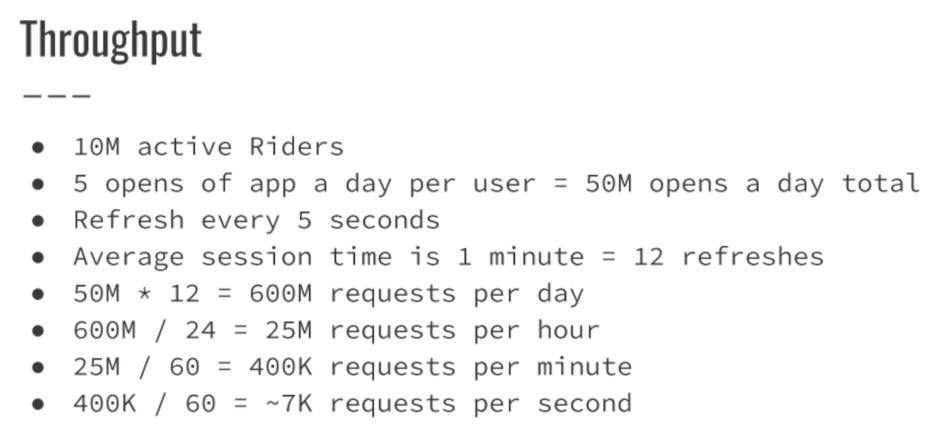 Throughput
———
● 10M active Riders
● 5 opens of app a day per user = 50M opens a day total
● Refresh every 5 seconds
● Average session time is 1 minute = 12 refreshes
● 50M * 12 = 600M requests per day
● 600M / 24 = 25M requests per hour
● 25M / 60 = 400K requests per minute
● 400K / 60 = ~7K requests per second